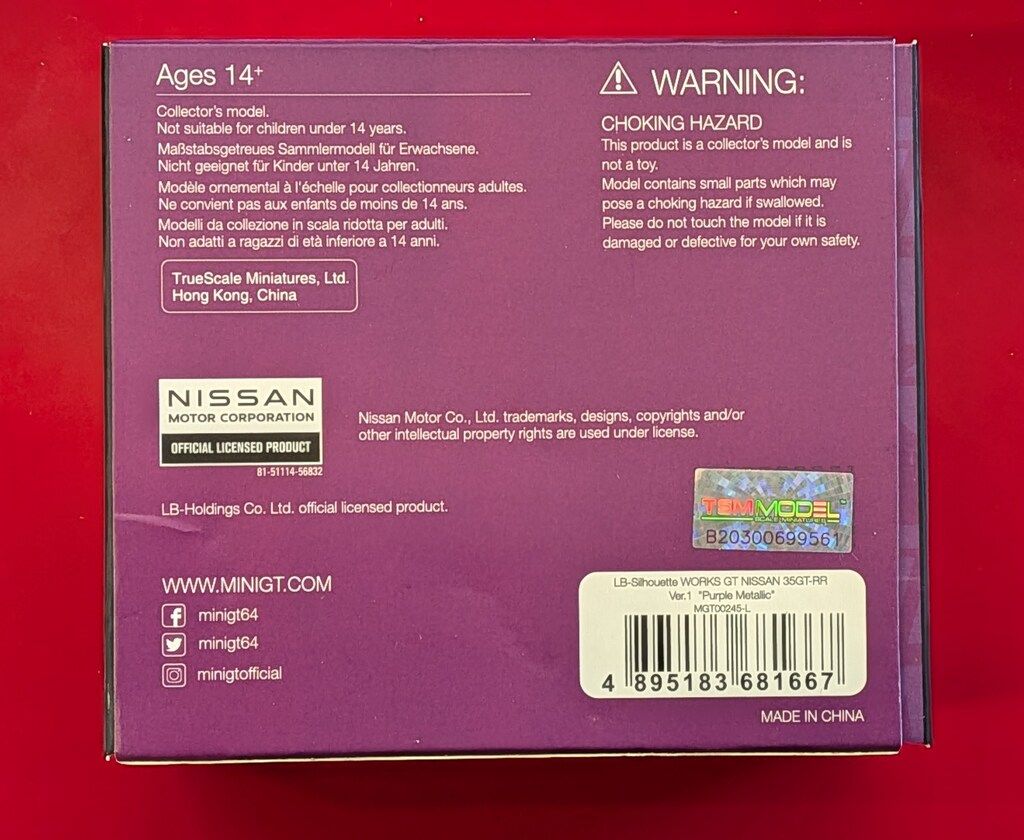 Ages 14+
Collector's model.
Not suitable for children under 14 years.
Maßstabsgetreues Sammlermodell für Erwachsene.
Nicht geeignet für Kinder unter 14 Jahren.
Modèle ornemental à l'échelle pour collectionneurs adultes.
Ne convient pas aux enfants de moins de 14 ans.
Modelli da collezione in scala ridotta per adulti.
Non adatti a ragazzi di età inferiore a 14 anni.
TrueScale Miniatures, Ltd.
Hong Kong, China
WARNING:
CHOKING HAZARD
This product is a collector's model and is
not a toy.
Model contains small parts which may
pose a choking hazard if swallowed.
Please do not touch the model if it is
damaged or defective for your own safety.
NISSAN
MOTOR CORPORATION
OFFICIAL LICENSED PRODUCT
81-51114-56832
Nissan Motor Co., Ltd. trademarks, designs, copyrights and/or
other intellectual property rights are used under license.
LB-Holdings Co. Ltd. official licensed product.
TSM MODEL
SCALE MINIATURES
B20300699561
WWW.MINIGT.COM
minigt64
minigt64
minigtofficial
LB-Silhouette WORKS GT NISSAN 35GT-RR
Ver.1 "Purple Metallic"
MGT00245-L
4 895183 681667
MADE IN CHINA